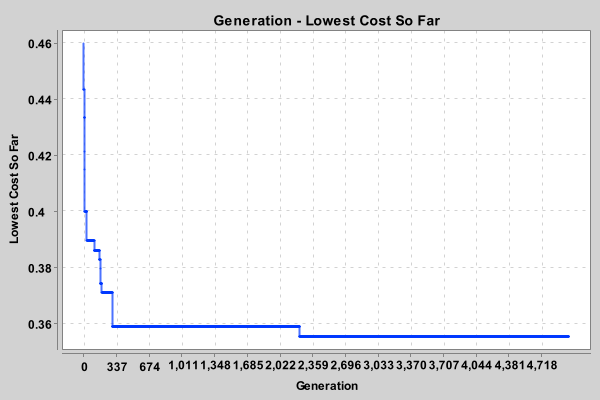 Generation - Lowest Cost So Far
0.46
0.44
0.42
0.4
0.38
0.36
Lowest Cost So Far
0 337 674 1,011 1,348 1,685 2,022 2,359 2,696 3,033 3,370 3,707 4,044 4,381 4,718
Generation